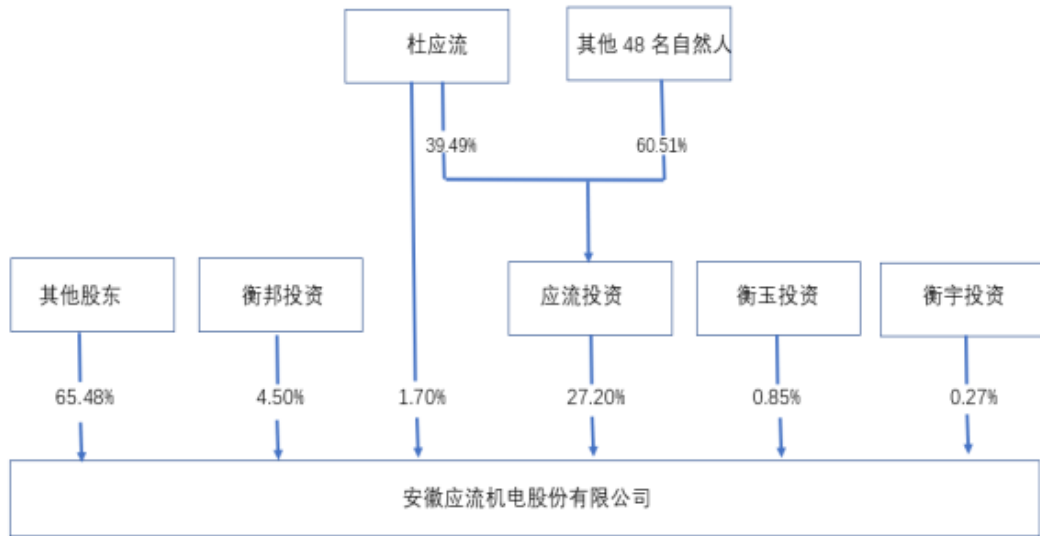 杜应流
其他 48 名自然人
39.49%
60.51%
其他股东
衡邦投资
应流投资
衡玉投资
衡宇投资
65.48%
4.50%
1.70%
27.20%
0.85%
0.27%
安徽应流机电股份有限公司